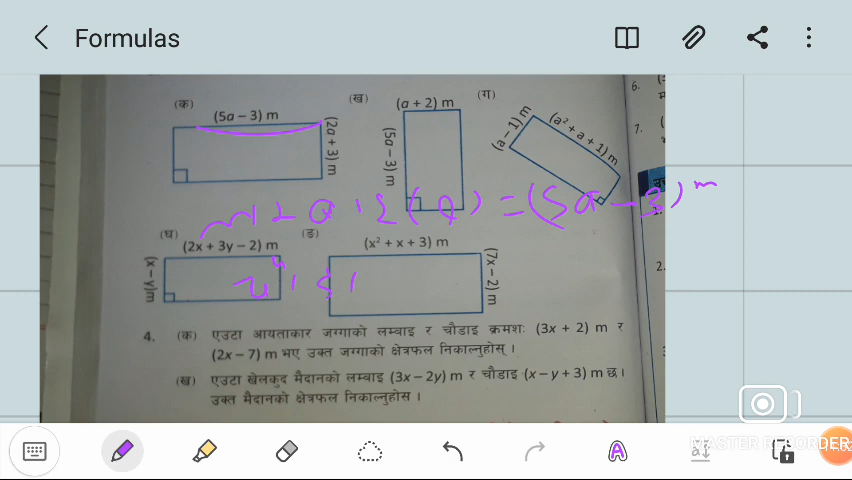 Formulas
(क) (5a – 3) m (2a + 3) m
(ख) (a + 2) m (5a – 3) m
(ग) (a – 1) m (a² + a + 1) m
6.
7.
= (5a – 3) m
(घ) (2x + 3y – 2) m (x – y)m
(ङ) (x² + x + 3) m (7x – 2) m
2.
4. (क) एउटा आयताकार जग्गाको लम्बाइ र चौडाइ क्रमशः (3x + 2) m र
(2x – 7) m भए उक्त जग्गाको क्षेत्रफल निकाल्नुहोस् ।
(ख) एउटा खेलकुद मैदानको लम्बाइ (3x – 2y) m र चौडाइ (x – y + 3) m छ।
उक्त मैदानको क्षेत्रफल निकाल्नुहोस ।
MASTER RECORDER